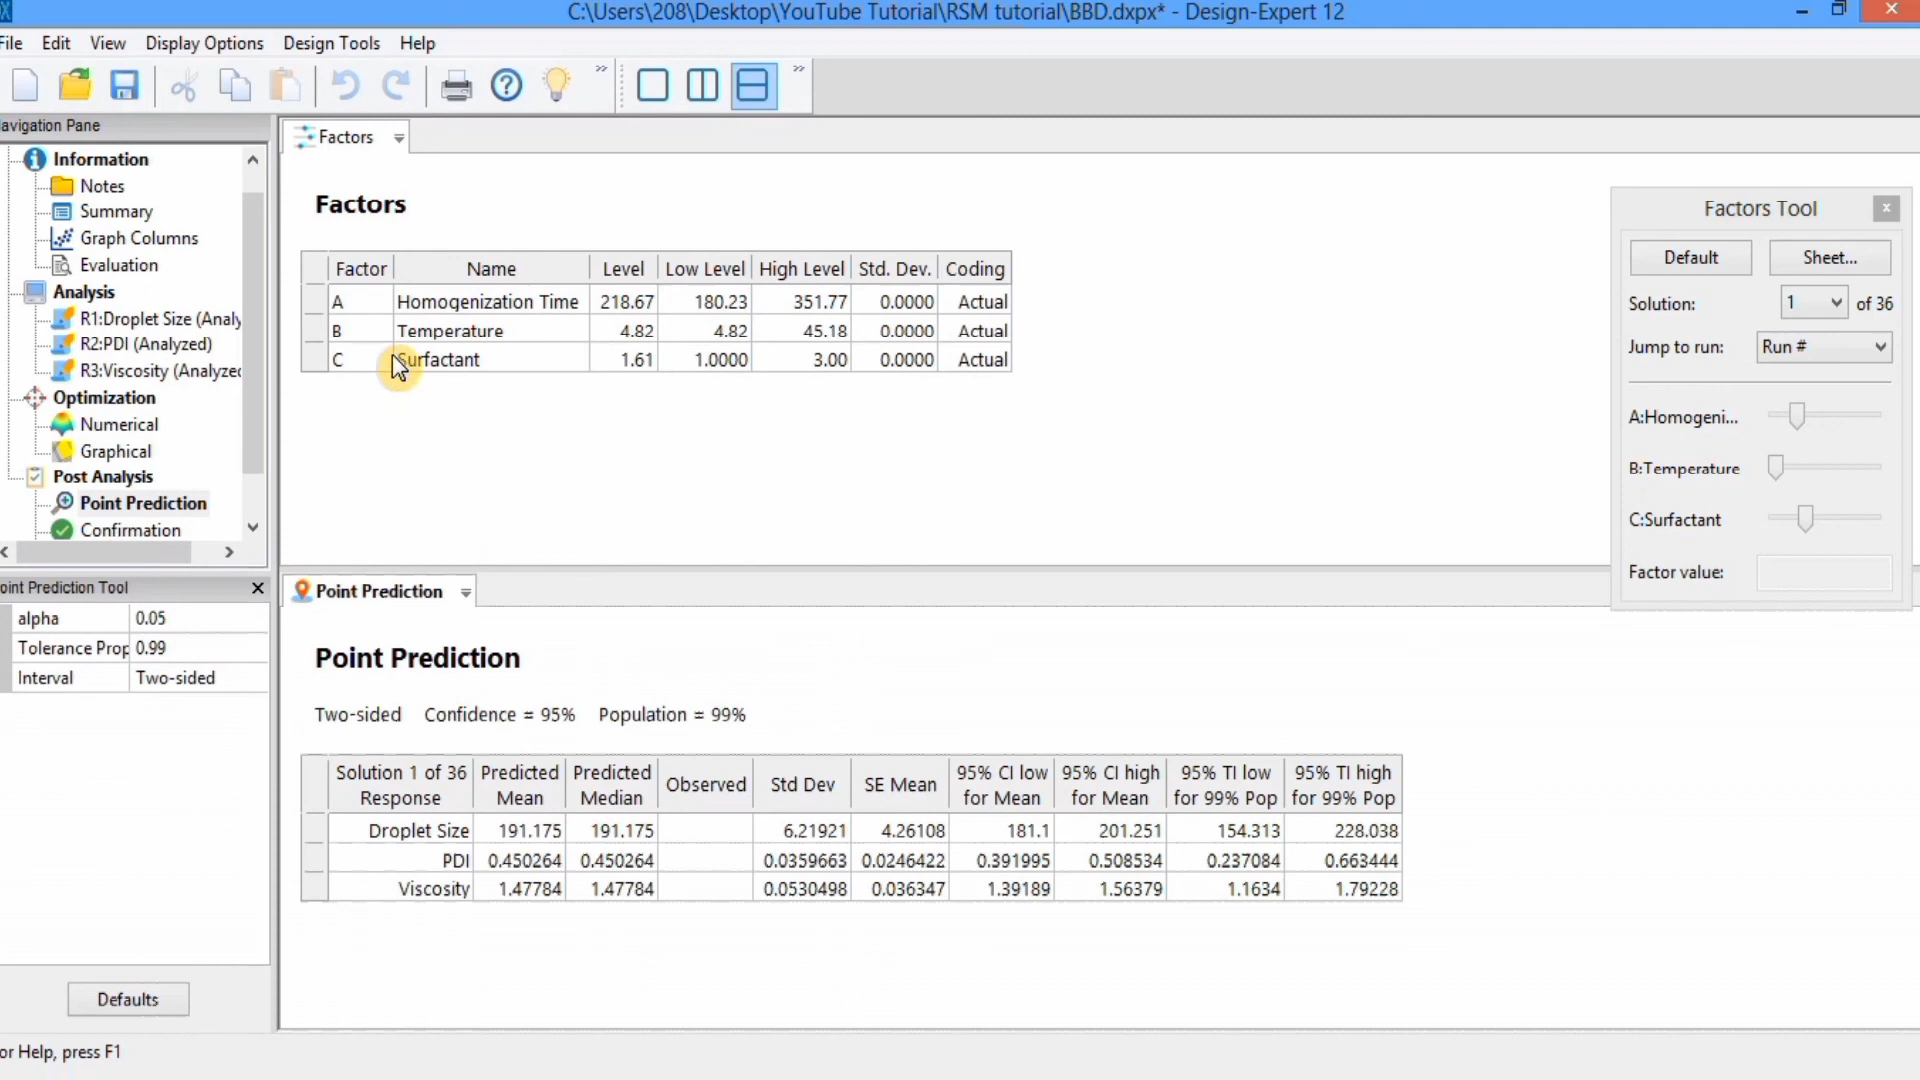 C:\Users\208\Desktop\YouTube Tutorial\RSM tutorial\BBD.dxpx* - Design-Expert 12
File Edit View Display Options Design Tools Help
avigation Pane
Information
Notes
Summary
Graph Columns
Evaluation
Analysis
R1:Droplet Size (Analy
R2:PDI (Analyzed)
R3:Viscosity (Analyzed
Optimization
Numerical
Graphical
Post Analysis
Point Prediction
Confirmation
oint Prediction Tool
alpha 0.05
Tolerance Prop 0.99
Interval Two-sided
Defaults
or Help, press F1
Factors
Factors
Factor Name Level Low Level High Level Std. Dev. Coding
A Homogenization Time 218.67 180.23 351.77 0.0000 Actual
B Temperature 4.82 4.82 45.18 0.0000 Actual
C Surfactant 1.61 1.0000 3.00 0.0000 Actual
Factors Tool
Default Sheet...
Solution: 1 of 36
Jump to run: Run #
A:Homogeni...
B:Temperature
C:Surfactant
Factor value:
Point Prediction
Point Prediction
Two-sided Confidence = 95% Population = 99%
Solution 1 of 36 Predicted Predicted Observed Std Dev SE Mean 95% CI low 95% CI high 95% TI low 95% TI high
Response Mean Median for Mean for Mean for 99% Pop for 99% Pop
Droplet Size 191.175 191.175 6.21921 4.26108 181.1 201.251 154.313 228.038
PDI 0.450264 0.450264 0.0359663 0.0246422 0.391995 0.508534 0.237084 0.663444
Viscosity 1.47784 1.47784 0.0530498 0.036347 1.39189 1.56379 1.1634 1.79228